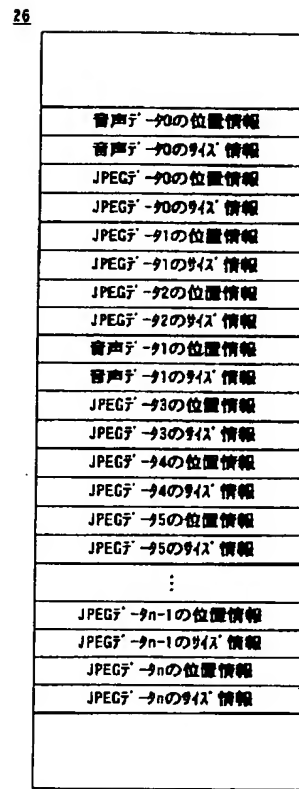 26
音声ﾃﾞｰﾀ0の位置情報
音声ﾃﾞｰﾀ0のｻｲｽﾞ情報
JPEGﾃﾞｰﾀ0の位置情報
JPEGﾃﾞｰﾀ0のｻｲｽﾞ情報
JPEGﾃﾞｰﾀ1の位置情報
JPEGﾃﾞｰﾀ1のｻｲｽﾞ情報
JPEGﾃﾞｰﾀ2の位置情報
JPEGﾃﾞｰﾀ2のｻｲｽﾞ情報
音声ﾃﾞｰﾀ1の位置情報
音声ﾃﾞｰﾀ1のｻｲｽﾞ情報
JPEGﾃﾞｰﾀ3の位置情報
JPEGﾃﾞｰﾀ3のｻｲｽﾞ情報
JPEGﾃﾞｰﾀ4の位置情報
JPEGﾃﾞｰﾀ4のｻｲｽﾞ情報
JPEGﾃﾞｰﾀ5の位置情報
JPEGﾃﾞｰﾀ5のｻｲｽﾞ情報
⋮
JPEGﾃﾞｰﾀn-1の位置情報
JPEGﾃﾞｰﾀn-1のｻｲｽﾞ情報
JPEGﾃﾞｰﾀnの位置情報
JPEGﾃﾞｰﾀnのｻｲｽﾞ情報